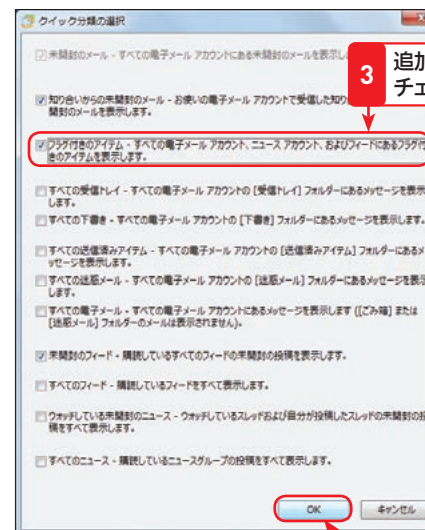 クイック分類の選択
未開封のメール - すべての電子メール アカウントにある未開封のメールを表示し
3
追加
チェ
知り合いからの未開封のメール - お使いの電子メール アカウントで受信した知り
開封のメールを表示します。
フラグ付きのアイテム - すべての電子メール アカウント、ニュース アカウント、およびフィードにあるフラグ付
きのアイテムを表示します。
すべての受信トレイ - すべての電子メール アカウントの [受信トレイ] フォルダーにあるメッセージを表示
します。
すべての下書き - すべての電子メール アカウントの [下書き] フォルダーにあるメッセージを表示します。
すべての送信済みアイテム - すべての電子メール アカウントの [送信済みアイテム] フォルダーにあるメ
ッセージを表示します。
すべての迷惑メール - すべての電子メール アカウントの [迷惑メール] フォルダーにあるメッセージを表示
します。
すべての電子メール - すべての電子メール アカウントにあるメッセージを表示します ([ごみ箱] または
[迷惑メール] フォルダーのメールは表示されません)。
未開封のフィード - 購読しているすべてのフィードの未開封の投稿を表示します。
すべてのフィード - 購読しているフィードをすべて表示します。
ウォッチしている未開封のニュース - ウォッチしているスレッドおよび自分が投稿したスレッドの未開封の投
稿をすべて表示します。
すべてのニュース - 購読しているニュースグループの投稿をすべて表示します。
OK
キャンセル